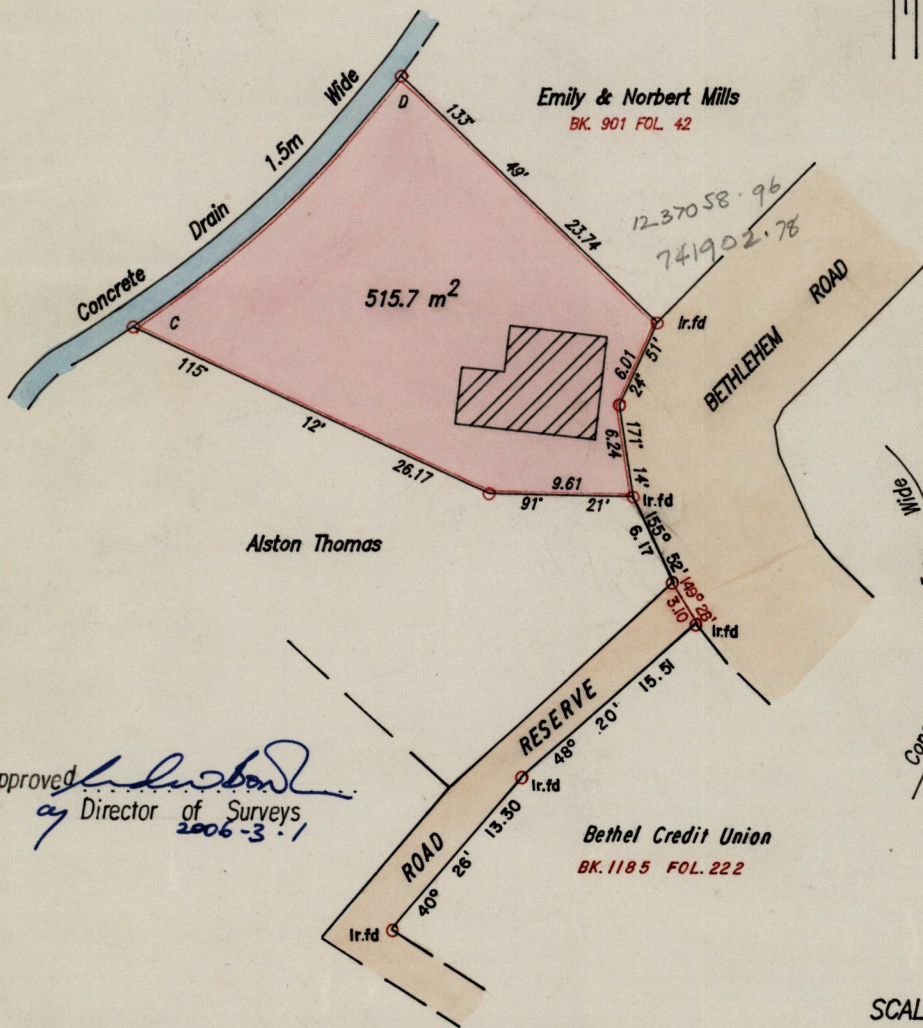 Concrete Drain 1.5m Wide
D
133°
49'
23.74
Emily & Norbert Mills
BK. 901 FOL. 42
1237058.96
741902.78
515.7 m²
C
Ir.fd
6.01
24° 51'
BETHLEHEM ROAD
115°
12'
26.17
171°
14'
6.24
9.61
91° 21'
Ir.fd
Wide
155° 52'
6.17
Alston Thomas
149° 28'
3.10
Ir.fd
15.51
48° 20'
ROAD RESERVE
Ir.fd
13.30
40° 26'
Ir.fd
Director of Surveys
2006-3-1
Bethel Credit Union
BK. 1185 FOL. 222